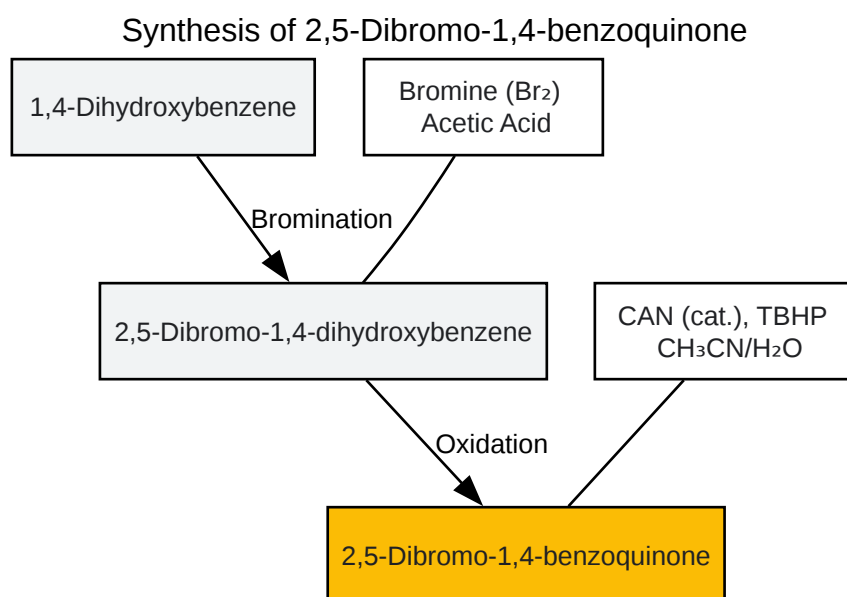 Synthesis of 2,5-Dibromo-1,4-benzoquinone
1,4-Dihydroxybenzene
Bromine (Br₂)
Acetic Acid
Bromination
2,5-Dibromo-1,4-dihydroxybenzene
CAN (cat.), TBHP
CH₃CN/H₂O
Oxidation
2,5-Dibromo-1,4-benzoquinone